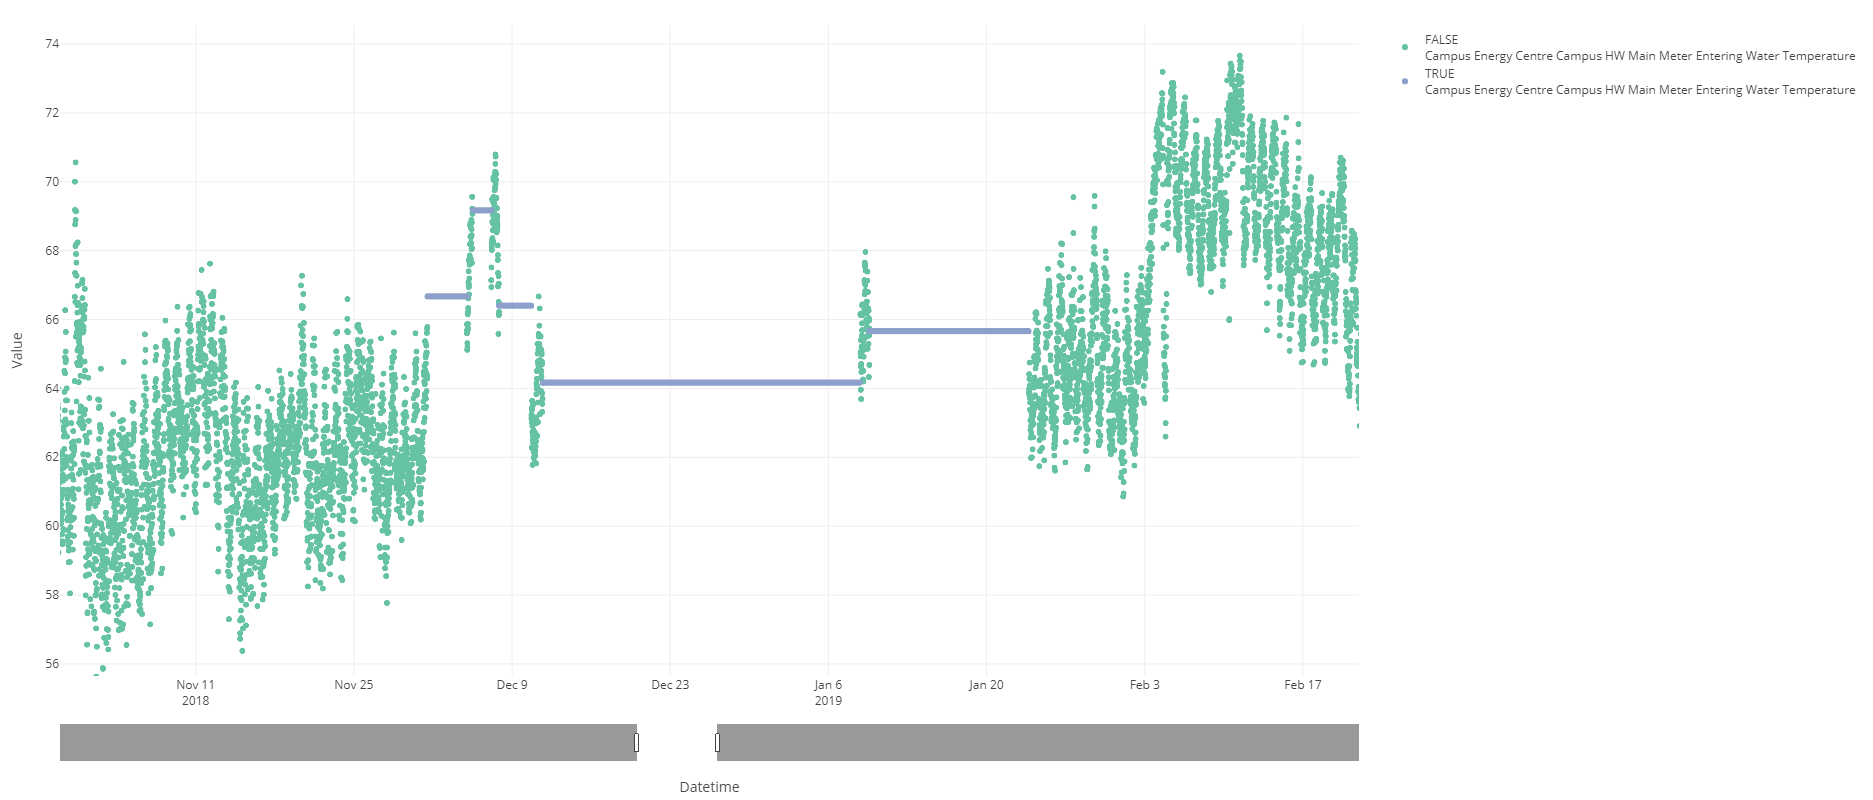 74
72
70
68
66
64
62
60
58
56
Value
Nov 11
2018
Nov 25
Dec 9
Dec 23
Jan 6
2019
Jan 20
Feb 3
Feb 17
Datetime
FALSE
Campus Energy Centre Campus HW Main Meter Entering Water Temperature
TRUE
Campus Energy Centre Campus HW Main Meter Entering Water Temperature